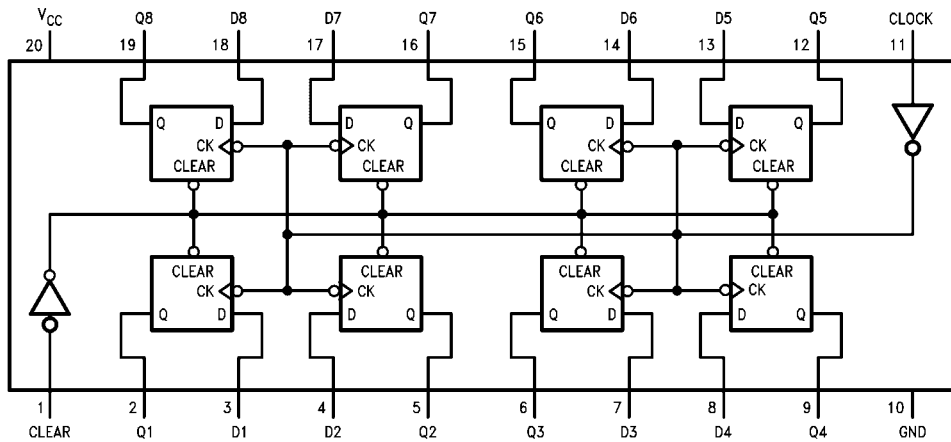 VCC Q8 D8 D7 Q7 Q6 D6 D5 Q5 CLOCK
20 19 18 17 16 15 14 13 12 11
Q D D Q Q D D Q
CK CK CK CK
CLEAR CLEAR CLEAR CLEAR
CLEAR CLEAR CLEAR CLEAR
CK CK CK CK
Q D D Q Q D D Q
1 2 3 4 5 6 7 8 9 10
CLEAR Q1 D1 D2 Q2 Q3 D3 D4 Q4 GND